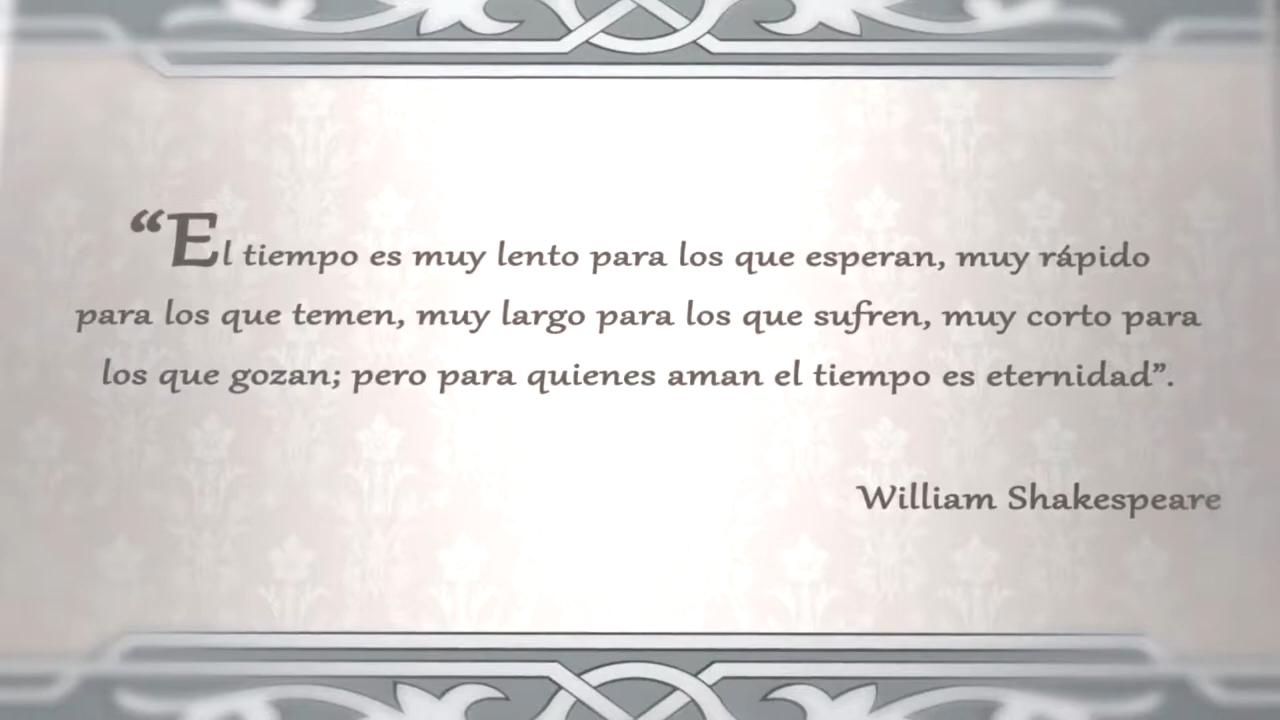 “El tiempo es muy lento para los que esperan, muy rápido
para los que temen, muy largo para los que sufren, muy corto para
los que gozan; pero para quienes aman el tiempo es eternidad”.
William Shakespeare